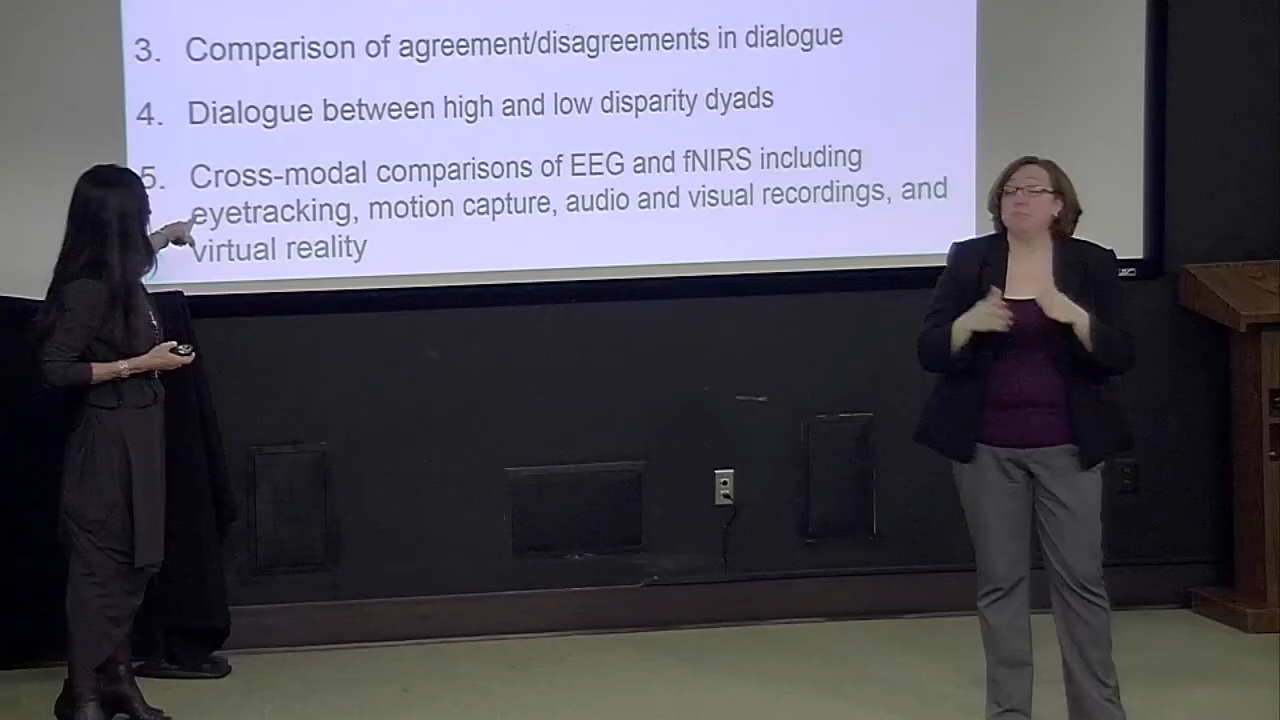 3. Comparison of agreement/disagreements in dialogue
4. Dialogue between high and low disparity dyads
5. Cross-modal comparisons of EEG and fNIRS including
eyetracking, motion capture, audio and visual recordings, and
virtual reality